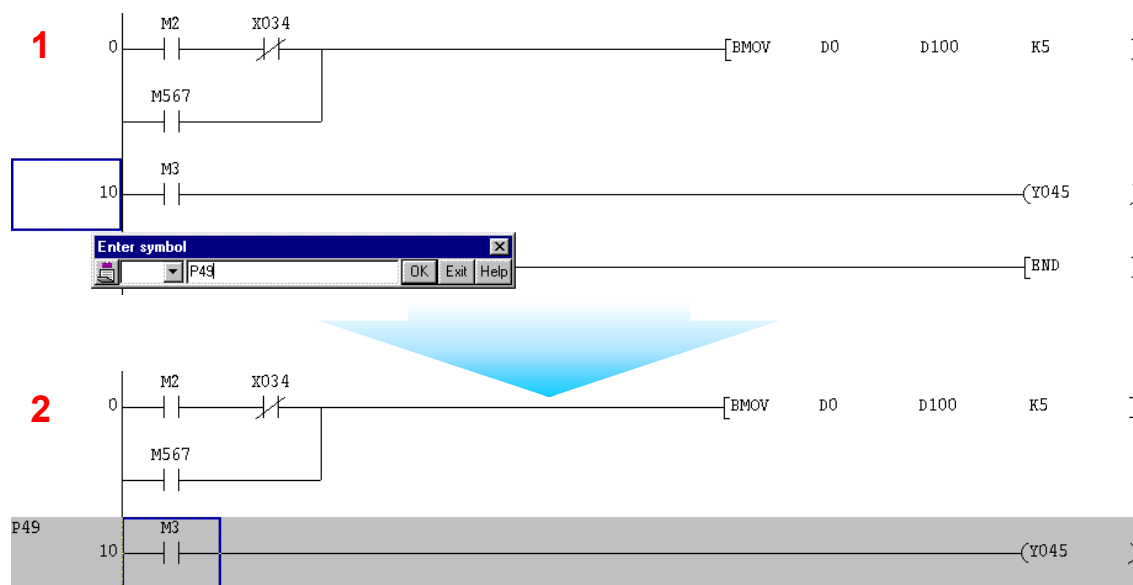 M2 X034
1 0 [BMOV D0 D100 K5 ]
M567
M3
10 (Y045 )
Enter symbol
P49 OK Exit Help
[END ]
M2 X034
2 0 [BMOV D0 D100 K5 ]
M567
P49 M3
10 (Y045 )